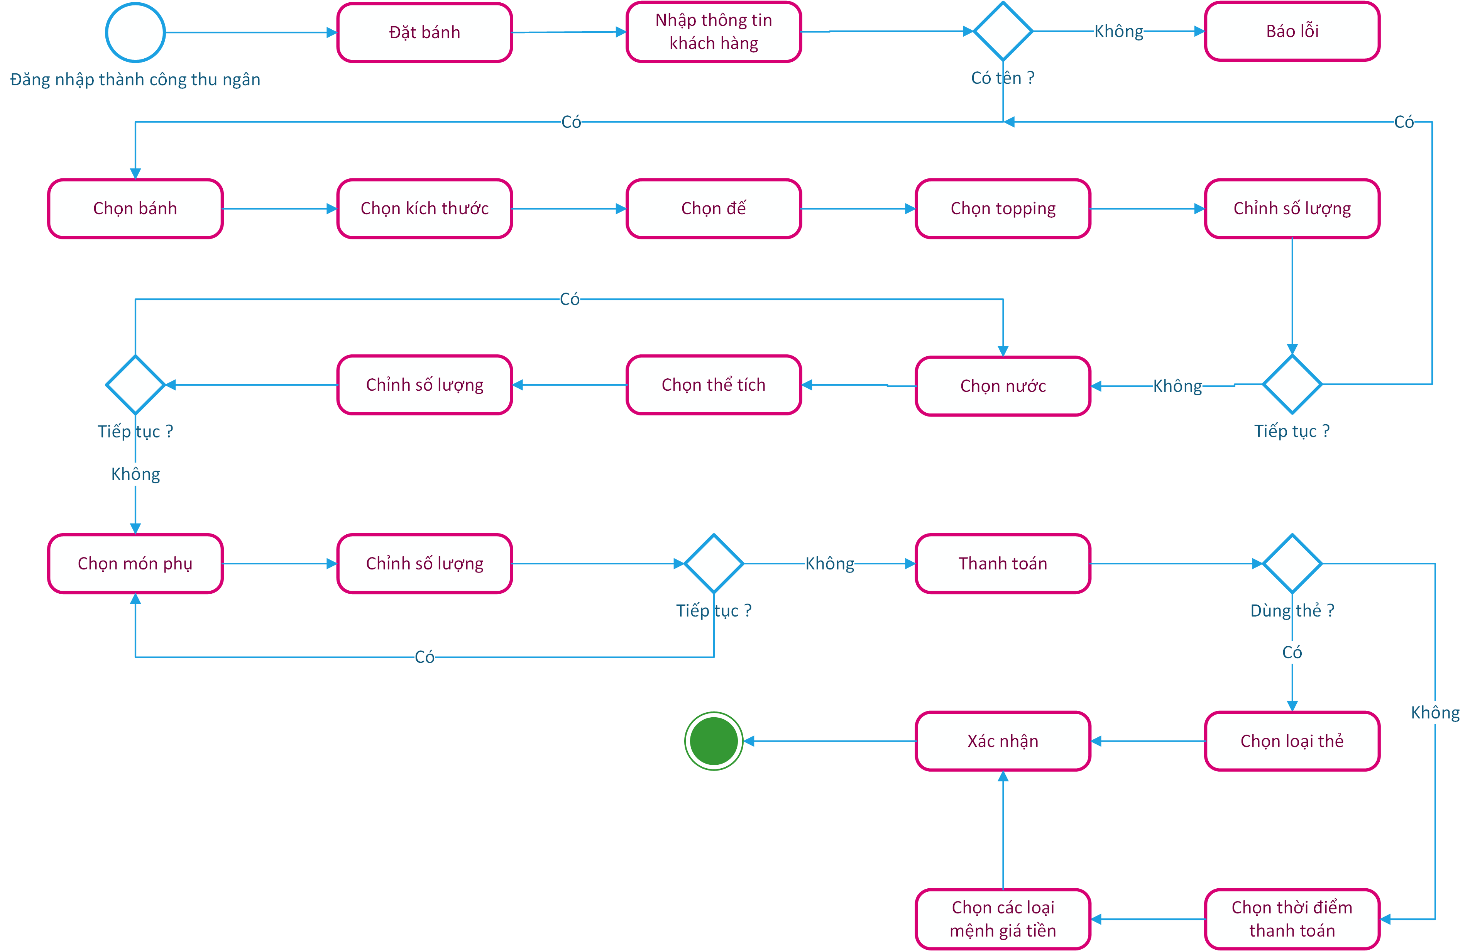 Đặt bánh
Nhập thông tin
khách hàng
Không
Báo lỗi
Đăng nhập thành công thu ngân
Có tên ?
Có
Có
Chọn bánh
Chọn kích thước
Chọn đế
Chọn topping
Chỉnh số lượng
Có
Chỉnh số lượng
Chọn thể tích
Chọn nước
Không
Tiếp tục ?
Tiếp tục ?
Không
Chọn món phụ
Chỉnh số lượng
Không
Thanh toán
Tiếp tục ?
Dùng thẻ ?
Có
Có
Không
Xác nhận
Chọn loại thẻ
Chọn các loại
mệnh giá tiền
Chọn thời điểm
thanh toán